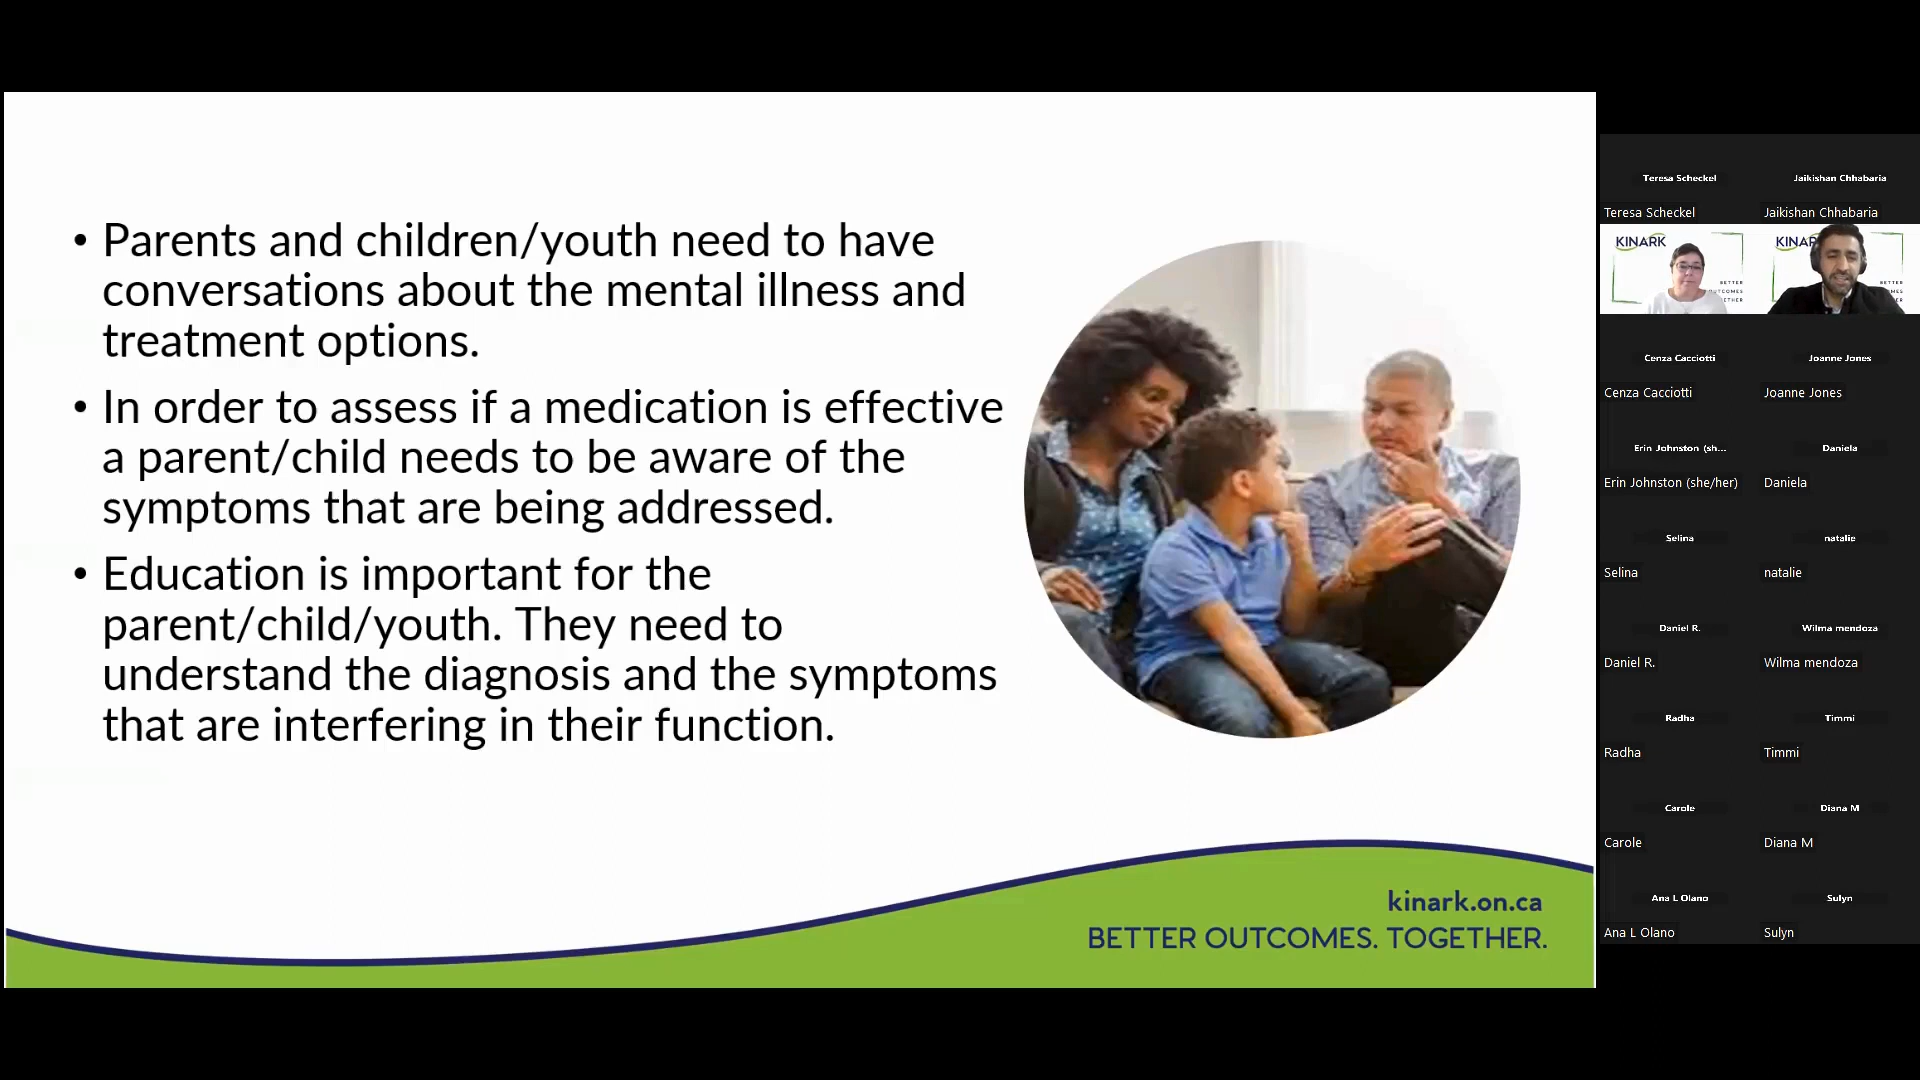 • Parents and children/youth need to have
conversations about the mental illness and
treatment options.
• In order to assess if a medication is effective
a parent/child needs to be aware of the
symptoms that are being addressed.
• Education is important for the
parent/child/youth. They need to
understand the diagnosis and the symptoms
that are interfering in their function.
kinark.on.ca
BETTER OUTCOMES. TOGETHER.
Teresa Scheckel
Jaikishan Chhabaria
Teresa Scheckel
Jaikishan Chhabaria
KINARK
BETTER
KINAR
BETTER
Cenza Cacciotti
Joanne Jones
Cenza Cacciotti
Joanne Jones
Erin Johnston (sh...
Daniela
Erin Johnston (she/her)
Daniela
Selina
natalie
Selina
natalie
Daniel R.
Wilma mendoza
Daniel R.
Wilma mendoza
Radha
Timmi
Radha
Timmi
Carole
Diana M
Carole
Diana M
Ana L Olano
Sulyn
Ana L Olano
Sulyn